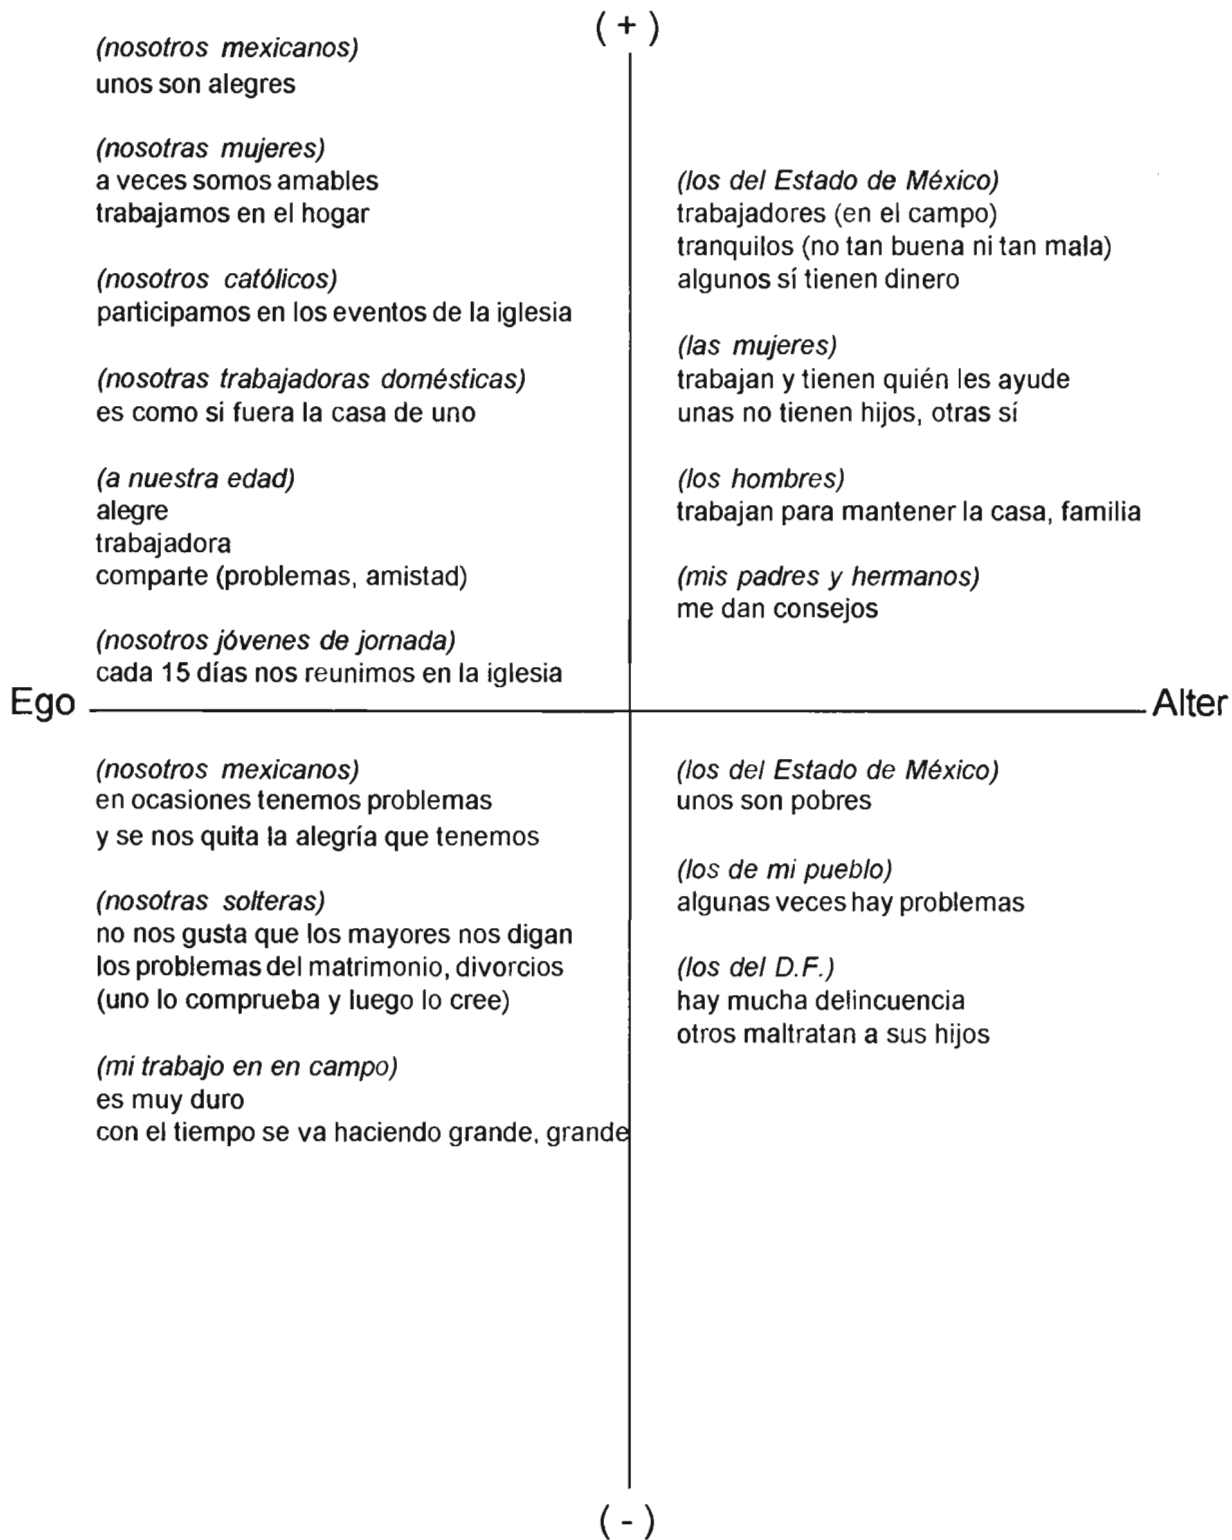 ( + )
(nosotros mexicanos)
unos son alegres
(nosotras mujeres)
a veces somos amables
trabajamos en el hogar
(nosotros católicos)
participamos en los eventos de la iglesia
(nosotras trabajadoras domésticas)
es como si fuera la casa de uno
(a nuestra edad)
alegre
trabajadora
comparte (problemas, amistad)
(nosotros jóvenes de jornada)
cada 15 días nos reunimos en la iglesia
(los del Estado de México)
trabajadores (en el campo)
tranquilos (no tan buena ni tan mala)
algunos sí tienen dinero
(las mujeres)
trabajan y tienen quién les ayude
unas no tienen hijos, otras sí
(los hombres)
trabajan para mantener la casa, familia
(mis padres y hermanos)
me dan consejos
Ego
Alter
(nosotros mexicanos)
en ocasiones tenemos problemas
y se nos quita la alegría que tenemos
(nosotras solteras)
no nos gusta que los mayores nos digan
los problemas del matrimonio, divorcios
(uno lo comprueba y luego lo cree)
(mi trabajo en en campo)
es muy duro
con el tiempo se va haciendo grande, grande
(los del Estado de México)
unos son pobres
(los de mi pueblo)
algunas veces hay problemas
(los del D.F.)
hay mucha delincuencia
otros maltratan a sus hijos
( - )